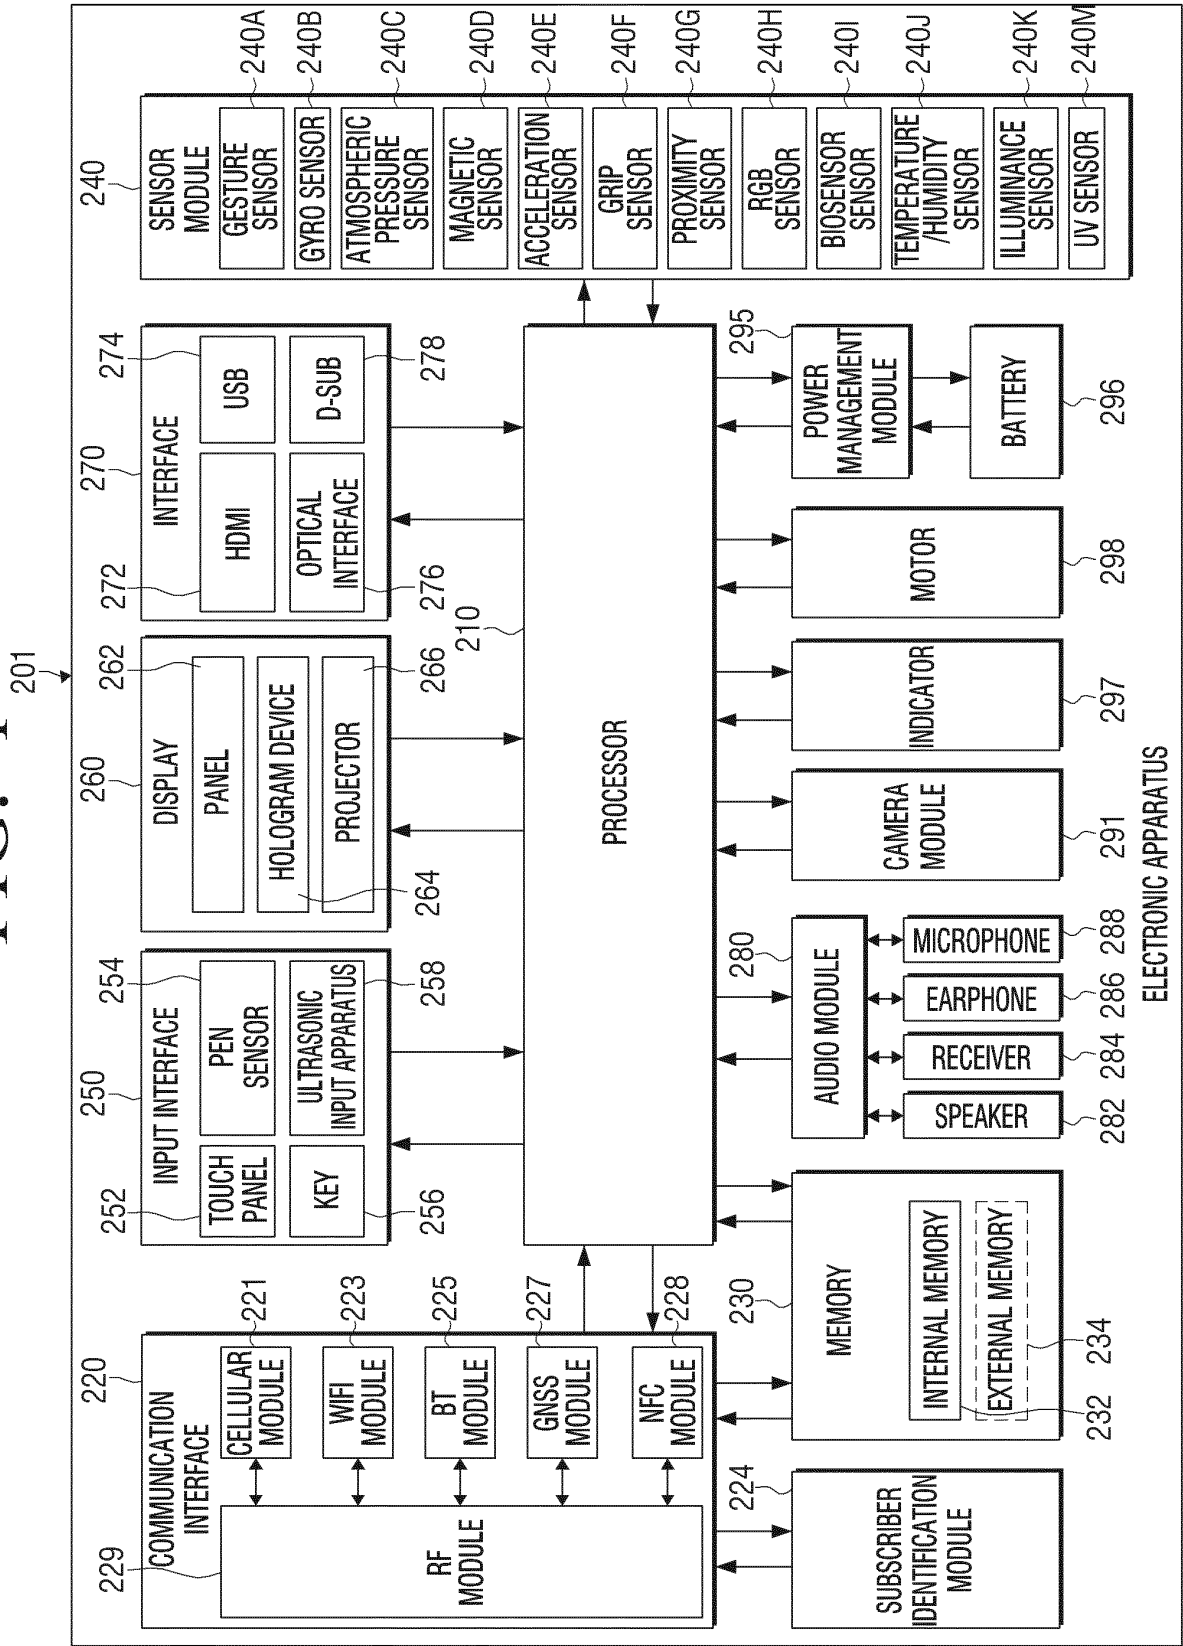 201
220
COMMUNICATION
INTERFACE
229
RF
MODULE
CELLULAR
MODULE
221
WIFI
MODULE
223
BT
MODULE
225
GNSS
MODULE
227
NFC
MODULE
228
250
INPUT INTERFACE
252
TOUCH
PANEL
254
PEN
SENSOR
KEY
256
ULTRASONIC
INPUT APPARATUS
258
260
DISPLAY
262
PANEL
HOLOGRAM DEVICE
264
PROJECTOR
266
270
INTERFACE
272
HDMI
274
USB
OPTICAL
INTERFACE
276
D-SUB
278
240
SENSOR
MODULE
GESTURE
SENSOR
240A
GYRO SENSOR
240B
ATMOSPHERIC
PRESSURE
SENSOR
240C
MAGNETIC
SENSOR
240D
ACCELERATION
SENSOR
240E
GRIP
SENSOR
240F
PROXIMITY
SENSOR
240G
RGB
SENSOR
240H
BIOSENSOR
SENSOR
240I
TEMPERATURE
/HUMIDITY
SENSOR
240J
ILLUMINANCE
SENSOR
240K
UV SENSOR
240M
210
PROCESSOR
224
SUBSCRIBER
IDENTIFICATION
MODULE
230
MEMORY
INTERNAL MEMORY
232
EXTERNAL MEMORY
234
280
AUDIO MODULE
SPEAKER
282
RECEIVER
284
EARPHONE
286
MICROPHONE
288
CAMERA
MODULE
291
INDICATOR
297
MOTOR
298
295
POWER
MANAGEMENT
MODULE
BATTERY
296
ELECTRONIC APPARATUS